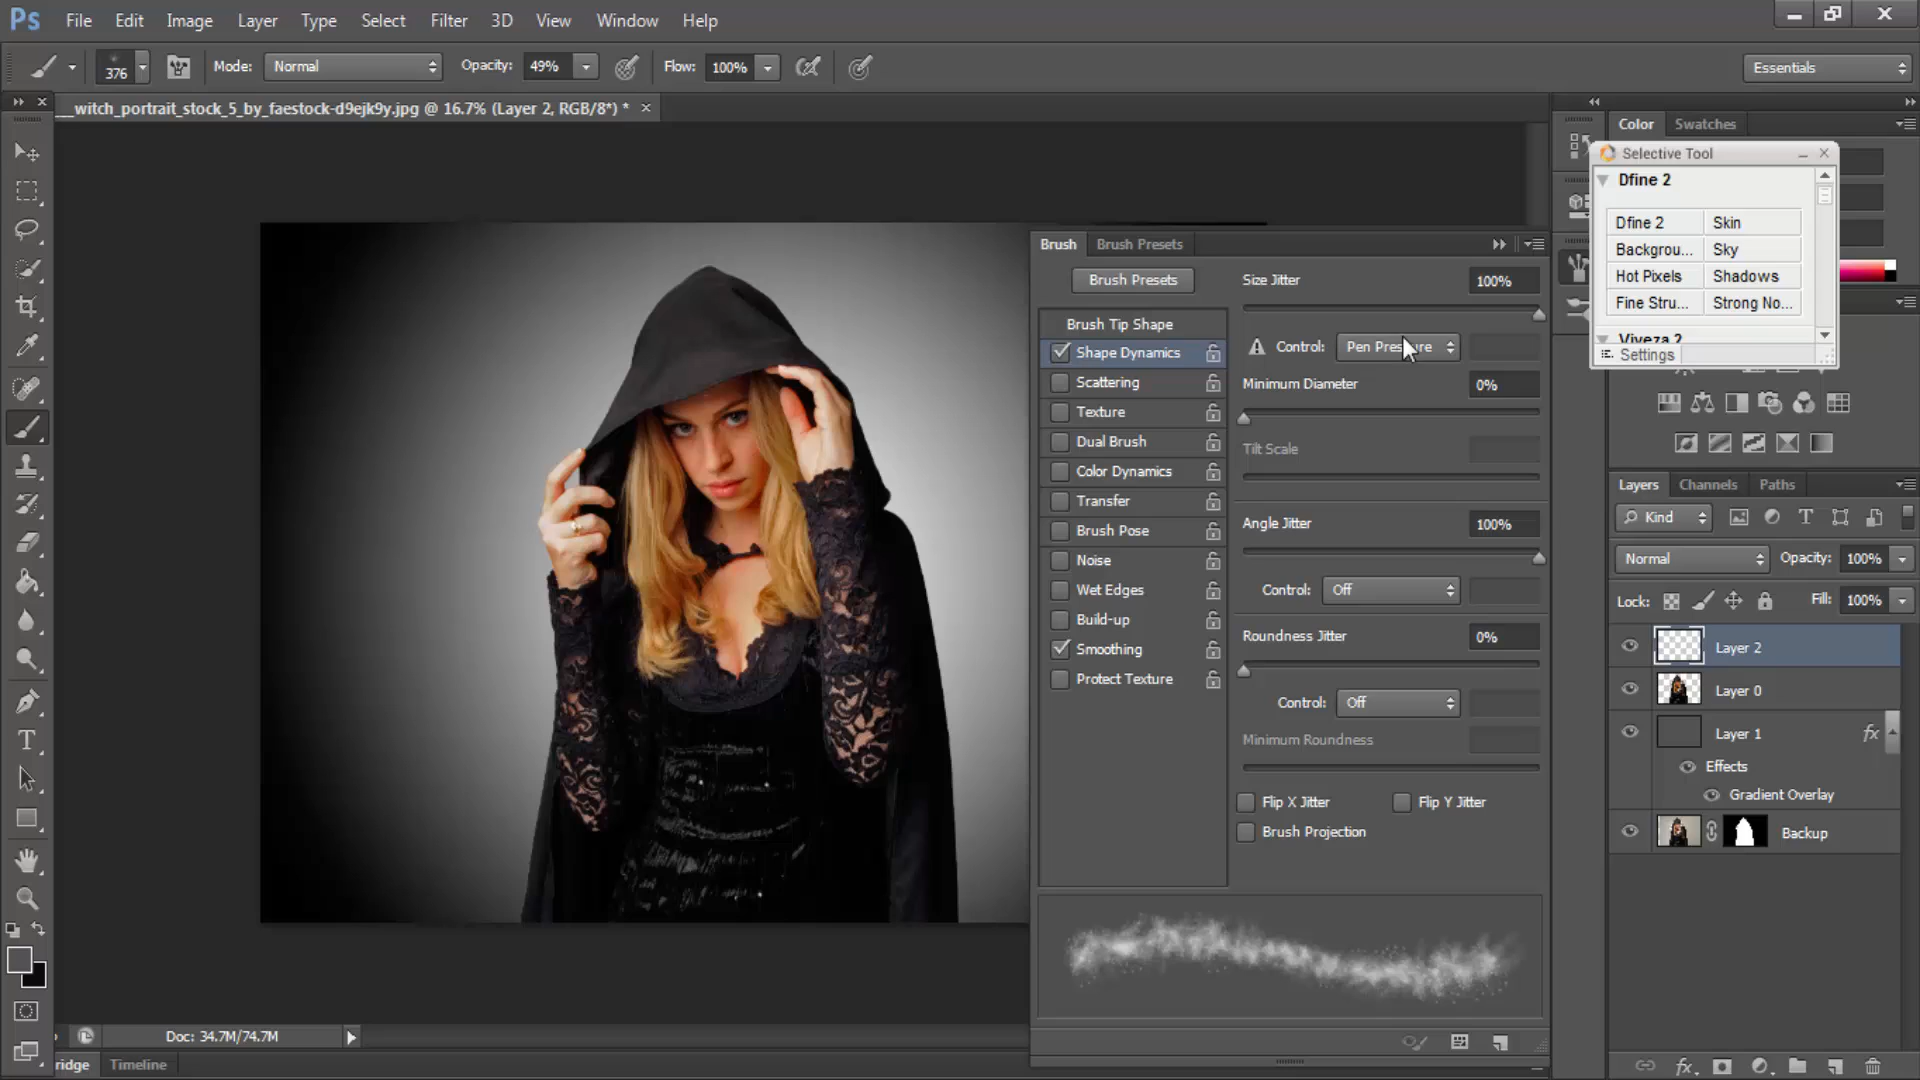 Ps File Edit Image Layer Type Select Filter 3D View Window Help
376 Mode: Normal Opacity: 49% Flow: 100% Essentials
__witch_portrait_stock_5_by_faestock-d9ejk9y.jpg @ 16.7% (Layer 2, RGB/8*) *
Color Swatches
Selective Tool
Dfine 2
Dfine 2 Skin
Backgrou... Sky
Hot Pixels Shadows
Fine Stru... Strong No...
Viveza 2
Settings
Brush Brush Presets
Brush Presets
Brush Tip Shape
Shape Dynamics
Scattering
Texture
Dual Brush
Color Dynamics
Transfer
Brush Pose
Noise
Wet Edges
Build-up
Smoothing
Protect Texture
Size Jitter 100%
Control: Pen Pressure
Minimum Diameter 0%
Tilt Scale
Angle Jitter 100%
Control: Off
Roundness Jitter 0%
Control: Off
Minimum Roundness
Flip X Jitter Flip Y Jitter
Brush Projection
Layers Channels Paths
Kind
Normal Opacity: 100%
Lock: Fill: 100%
Layer 2
Layer 0
Layer 1 fx
Effects
Gradient Overlay
Backup
fx
Doc: 34.7M/74.7M
ridge Timeline